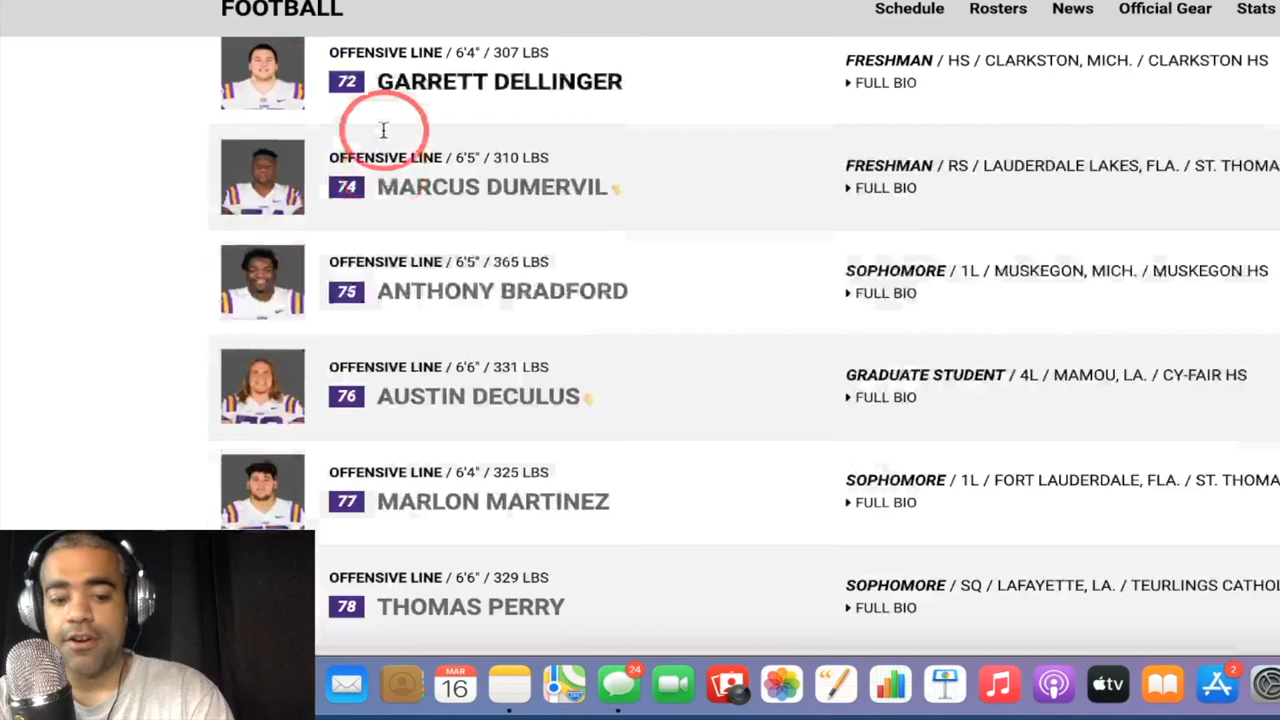 FOOTBALL
Schedule Rosters News Official Gear Stats
OFFENSIVE LINE / 6'4" / 307 LBS
72 GARRETT DELLINGER
FRESHMAN / HS / CLARKSTON, MICH. / CLARKSTON HS
FULL BIO
OFFENSIVE LINE / 6'5" / 310 LBS
74 MARCUS DUMERVIL
FRESHMAN / RS / LAUDERDALE LAKES, FLA. / ST. THOMA
FULL BIO
OFFENSIVE LINE / 6'5" / 365 LBS
75 ANTHONY BRADFORD
SOPHOMORE / 1L / MUSKEGON, MICH. / MUSKEGON HS
FULL BIO
OFFENSIVE LINE / 6'6" / 331 LBS
76 AUSTIN DECULUS
GRADUATE STUDENT / 4L / MAMOU, LA. / CY-FAIR HS
FULL BIO
OFFENSIVE LINE / 6'4" / 325 LBS
77 MARLON MARTINEZ
SOPHOMORE / 1L / FORT LAUDERDALE, FLA. / ST. THOMA
FULL BIO
OFFENSIVE LINE / 6'6" / 329 LBS
78 THOMAS PERRY
SOPHOMORE / SQ / LAFAYETTE, LA. / TEURLINGS CATHOL
FULL BIO
MAR
16
24
tv
2